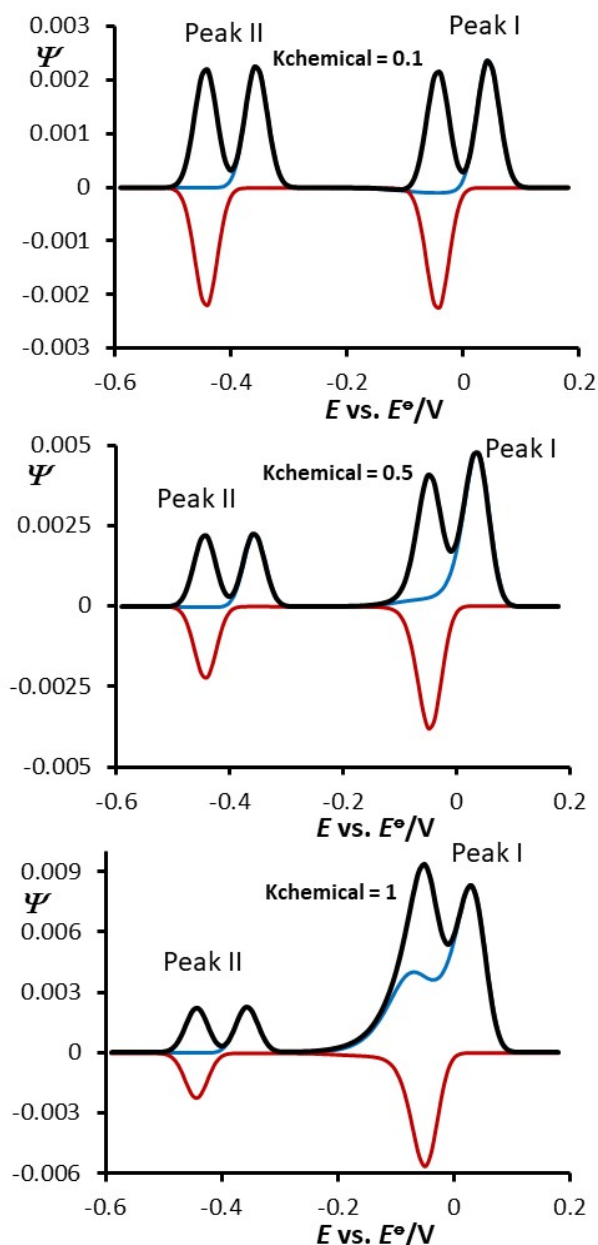 0.003
Peak II
Peak I
Ψ
Kchemical = 0.1
0.002
0.001
0
-0.001
-0.002
-0.003
-0.6 -0.4 -0.2 0 0.2
E vs. E⦵/V
0.005
Peak I
Ψ
Kchemical = 0.5
Peak II
0.0025
0
-0.0025
-0.005
-0.6 -0.4 -0.2 0 0.2
E vs. E⦵/V
0.009
Peak I
Ψ
Kchemical = 1
0.006
Peak II
0.003
0
-0.003
-0.006
-0.6 -0.4 -0.2 0 0.2
E vs. E⦵/V